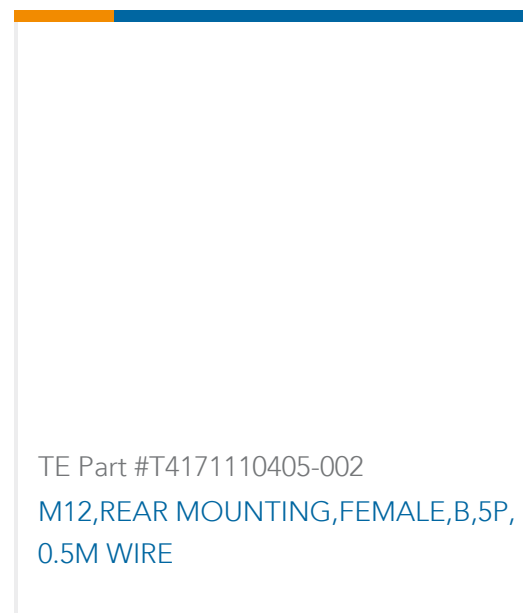 TE Part #T4171110405-002
M12,REAR MOUNTING,FEMALE,B,5P,
0.5M WIRE